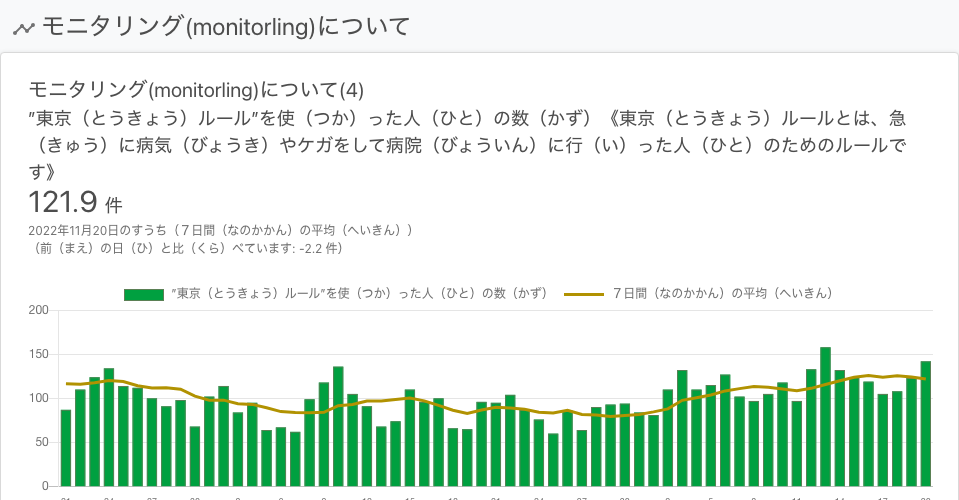 モニタリング(monitorling)について
モニタリング(monitorling)について(4)
”東京（とうきょう）ルール”を使（つか）った人（ひと）の数（かず）《東京（とうきょう）ルールとは、急
（きゅう）に病気（びょうき）やケガをして病院（びょういん）に行（い）った人（ひと）のためのルールで
す》
121.9 件
2022年11月20日のすうち（７日間（なのかかん）の平均（へいきん））
（前（まえ）の日（ひ）と比（くら）べています: -2.2 件）
”東京（とうきょう）ルール”を使（つか）った人（ひと）の数（かず） ７日間（なのかかん）の平均（へいきん）
200
150
100
50
0